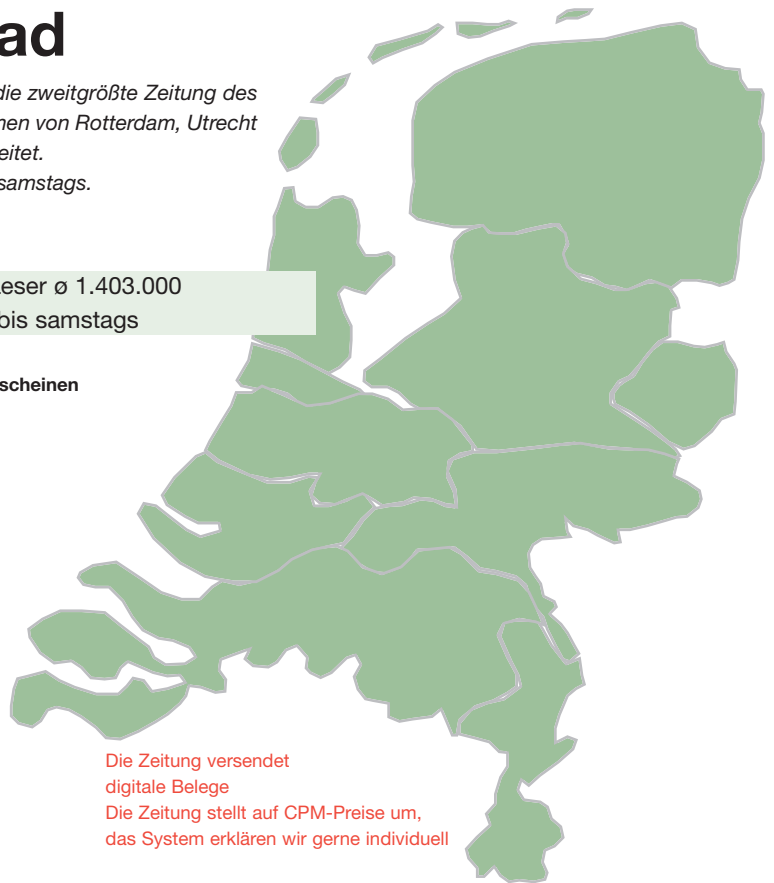 ad
die zweitgrößte Zeitung des
men von Rotterdam, Utrecht
eitet.
samstags.
eser ø 1.403.000
bis samstags
scheinen
Die Zeitung versendet
digitale Belege
Die Zeitung stellt auf CPM-Preise um,
das System erklären wir gerne individuell